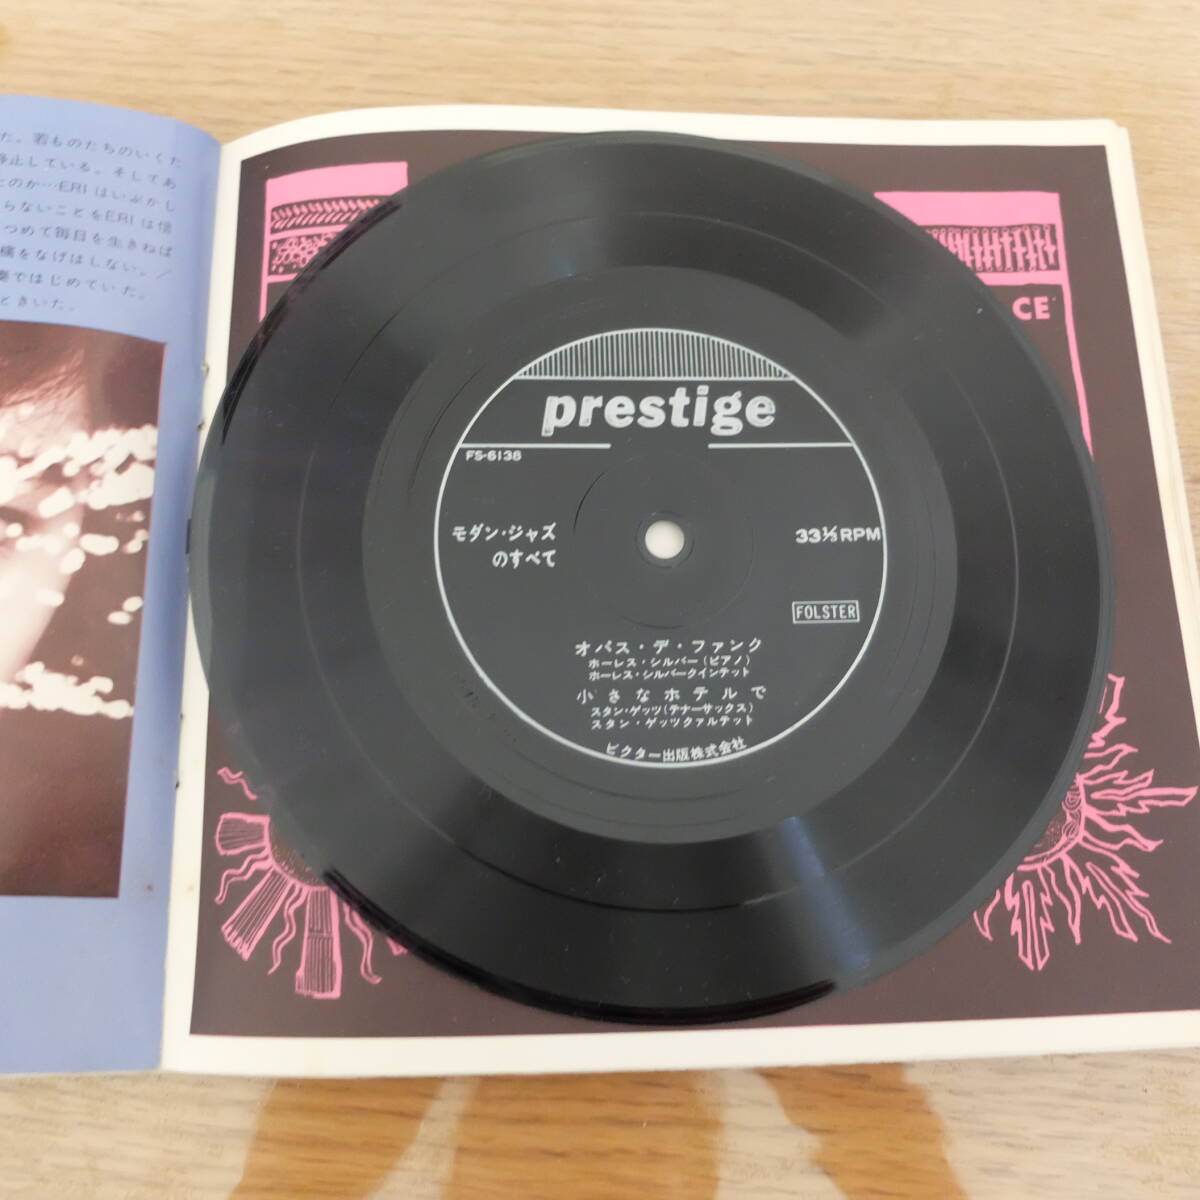 た。若ものたちのいくた
静止している。そしてあ
のか…ERIはいぶかし
らないことをERIは信
つめて毎日を生きねば
構をなげはしない。／
ではじめていた。
ときいた。
CE
prestige
FS-6138
モダン・ジャズ
のすべて
33⅓RPM
FOLSTER
オパス・デ・ファンク
ホーレス・シルバー(ピアノ)
ホーレス・シルバークインテット
小さなホテルで
スタン・ゲッツ(テナーサックス)
スタン・ゲッツクァルテット
ビクター出版株式会社